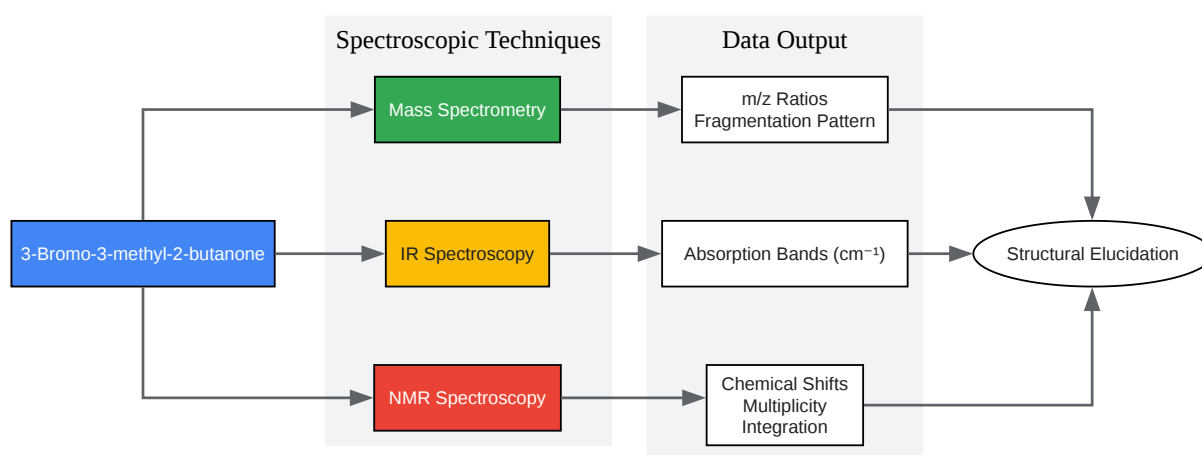 Spectroscopic Techniques
Data Output
Mass Spectrometry
m/z Ratios
Fragmentation Pattern
3-Bromo-3-methyl-2-butanone
IR Spectroscopy
Absorption Bands (cm⁻¹)
Structural Elucidation
NMR Spectroscopy
Chemical Shifts
Multiplicity
Integration